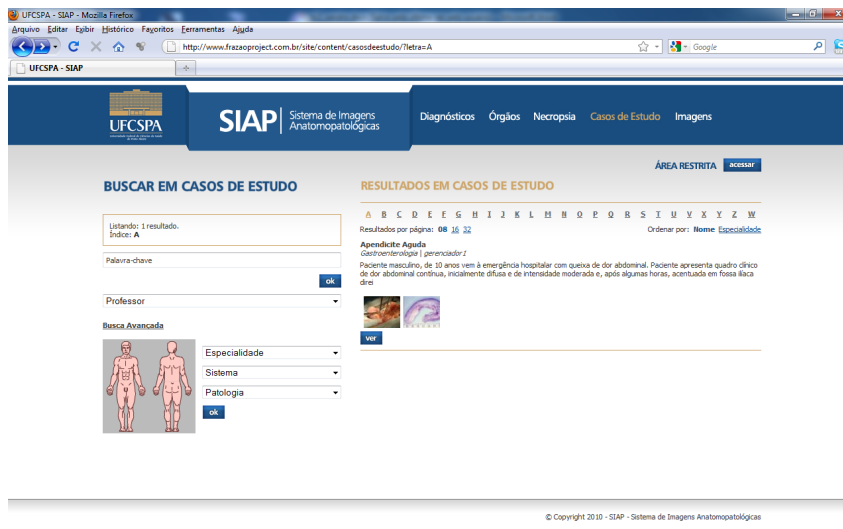 UFCSPA - SIAP - Mozilla Firefox
Arquivo Editar Exibir Histórico Favoritos Ferramentas Ajuda
http://www.frazaoproject.com.br/site/content/casosdeestudo/?letra=A
Google
UFCSPA - SIAP
UFCSPA
SIAP
Sistema de Imagens
Anatomopatológicas
Diagnósticos Órgãos Necropsia Casos de Estudo Imagens
ÁREA RESTRITA acessar
BUSCAR EM CASOS DE ESTUDO
Listando: 1 resultado.
Índice: A
Palavra-chave
ok
Professor
Busca Avancada
Especialidade
Sistema
Patologia
ok
RESULTADOS EM CASOS DE ESTUDO
A B C D E F G H I J K L M N O P Q R S T U V X Y Z W
Resultados por página: 08 16 32
Ordenar por: Nome Especialidade
Apendicite Aguda
Gastroenterologia | gerenciador1
Paciente masculino, de 10 anos vem à emergência hospitalar com queixa de dor abdominal. Paciente apresenta quadro clínico
de dor abdominal contínua, inicialmente difusa e de intensidade moderada e, após algumas horas, acentuada em fossa ilíaca
direi
ver
© Copyright 2010 - SIAP - Sistema de Imagens Anatomopatológicas